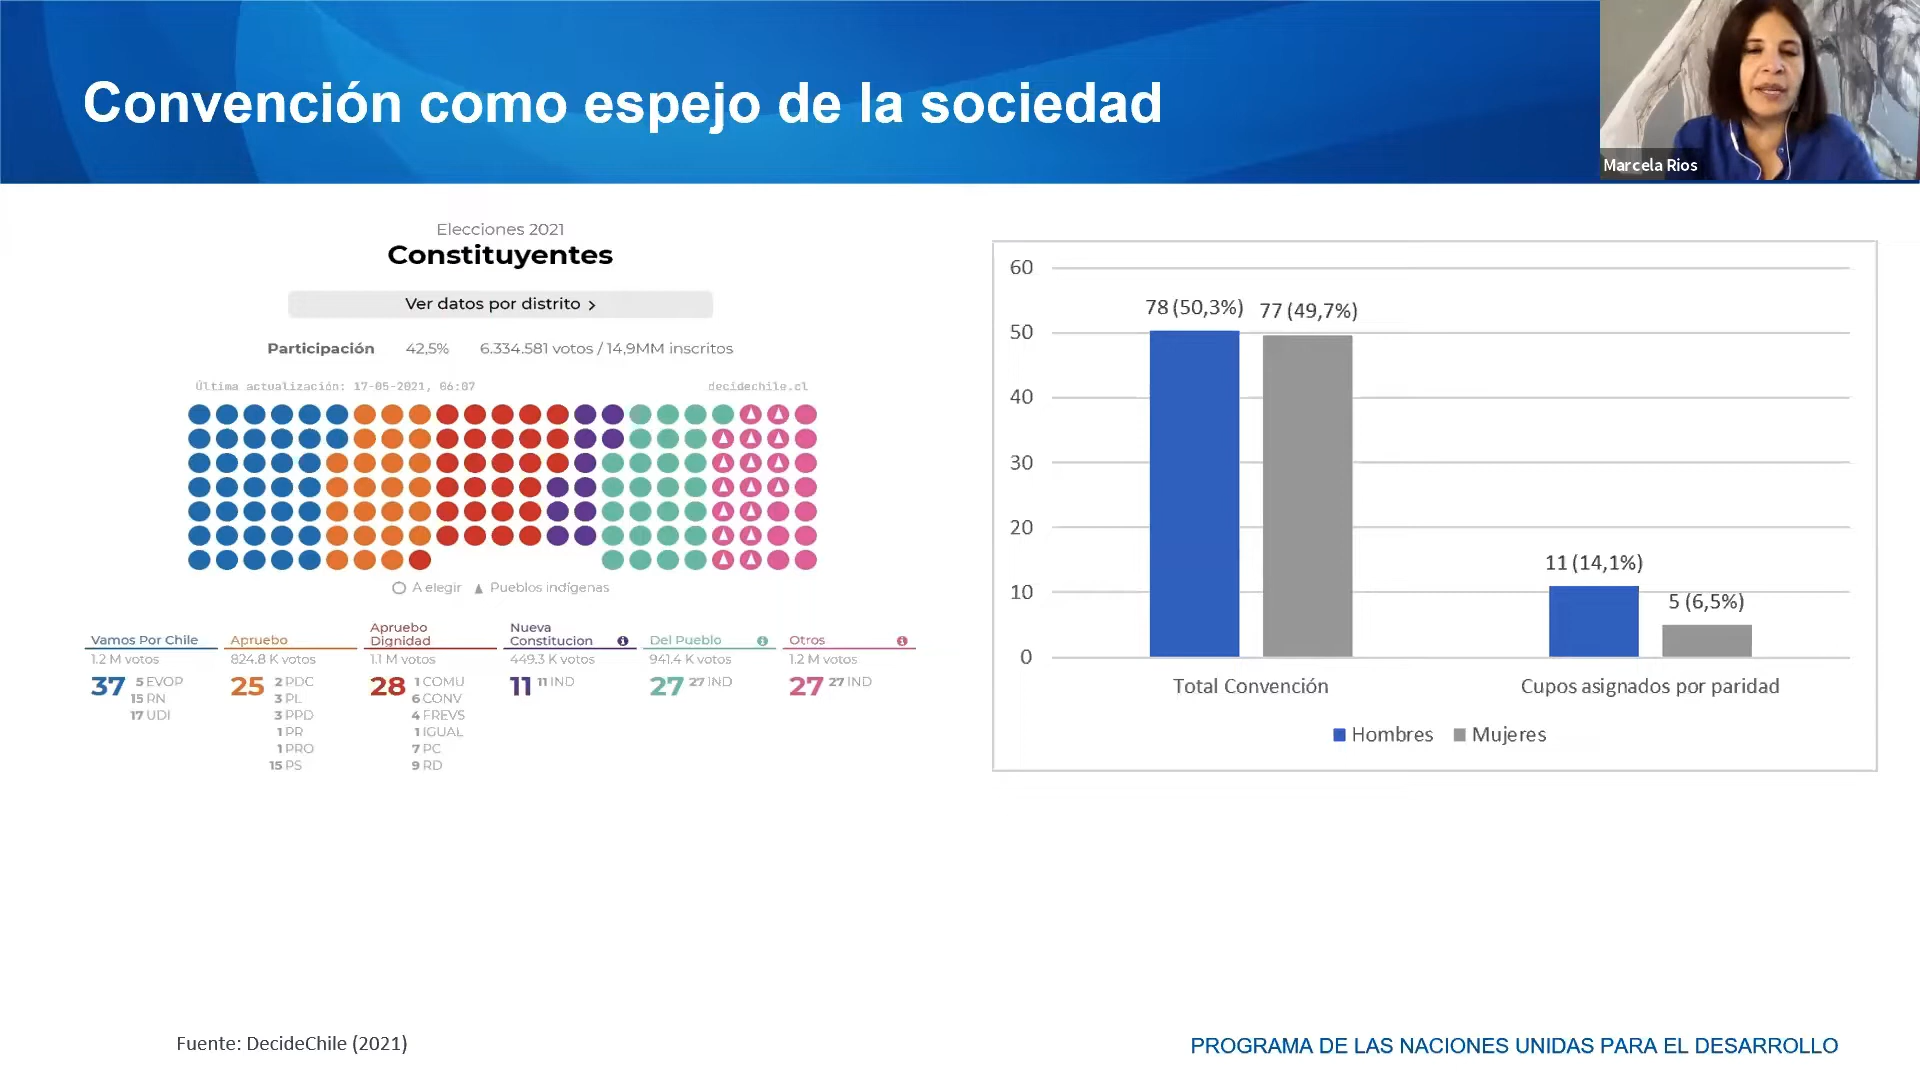 Convención como espejo de la sociedad
Marcela Rios
Elecciones 2021
Constituyentes
Ver datos por distrito >
Participación 42,5% 6.334.581 votos / 14,9MM inscritos
Última actualización: 17-05-2021, 06:07 decidechile.cl
A elegir Pueblos indígenas
Vamos Por Chile
1.2 M votos
37
5 EVOP
15 RN
17 UDI
Apruebo
824.8 K votos
25
2 PDC
3 PL
3 PPD
1 PR
1 PRO
15 PS
Apruebo
Dignidad
1.1 M votos
28
1 COMU
6 CONV
4 FREVS
1 IGUAL
7 PC
9 RD
Nueva
Constitucion
449.3 K votos
11
11 IND
Del Pueblo
941.4 K votos
27
27 IND
Otros
1.2 M votos
27
27 IND
60
50
40
30
20
10
0
78 (50,3%) 77 (49,7%)
11 (14,1%)
5 (6,5%)
Total Convención Cupos asignados por paridad
Hombres Mujeres
Fuente: DecideChile (2021)
PROGRAMA DE LAS NACIONES UNIDAS PARA EL DESARROLLO